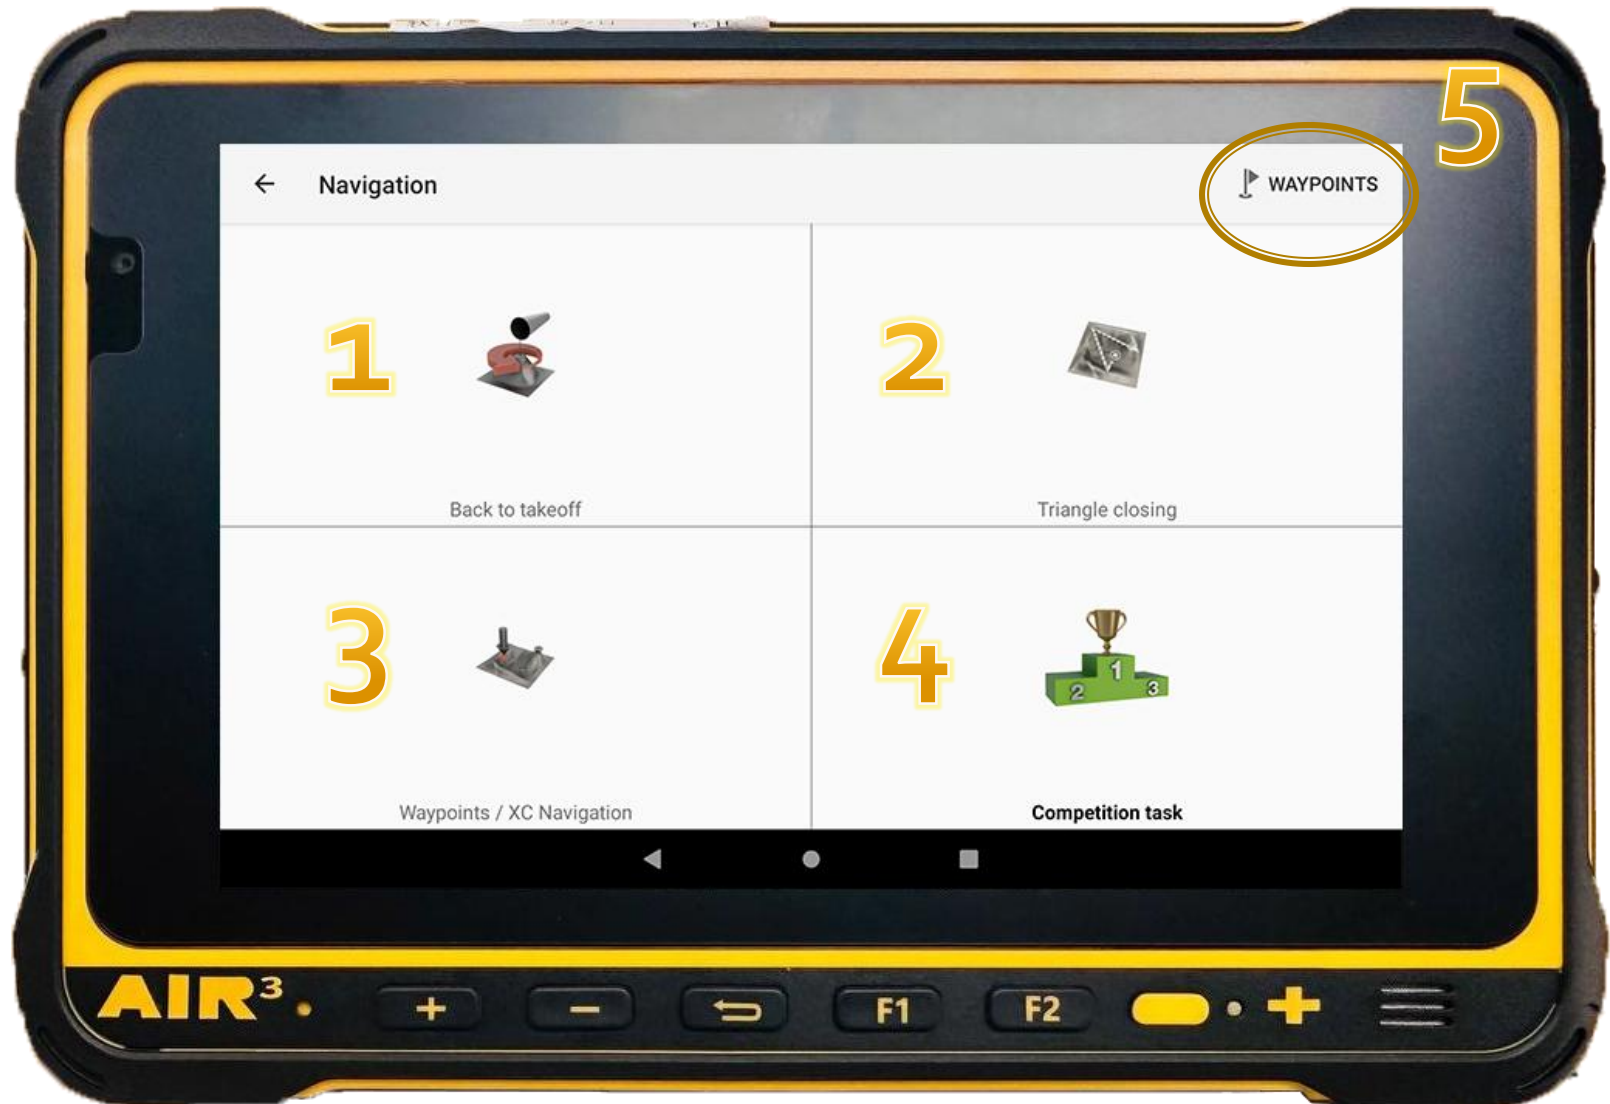 5
Navigation
WAYPOINTS
1
2
Back to takeoff
Triangle closing
3
4
1
2
3
Waypoints / XC Navigation
Competition task
AIR³
+
−
F1
F2